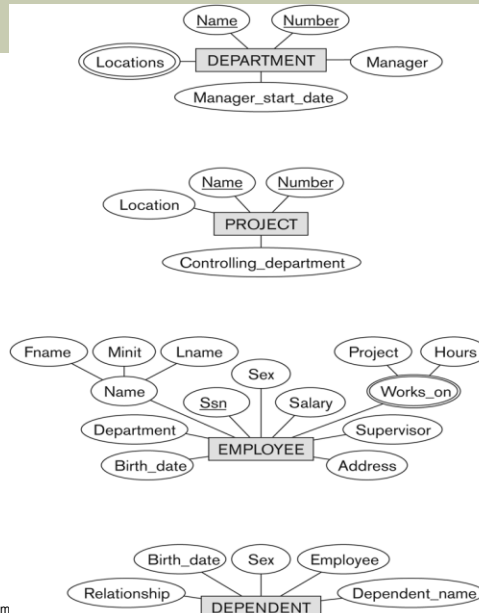 Name Number
Locations DEPARTMENT Manager
Manager_start_date
Name Number
Location
PROJECT
Controlling_department
Fname Minit Lname Project Hours
Sex
Name Ssn Salary Works_on
Department Supervisor
EMPLOYEE
Birth_date Address
Birth_date Sex Employee
Relationship Dependent_name
DEPENDENT